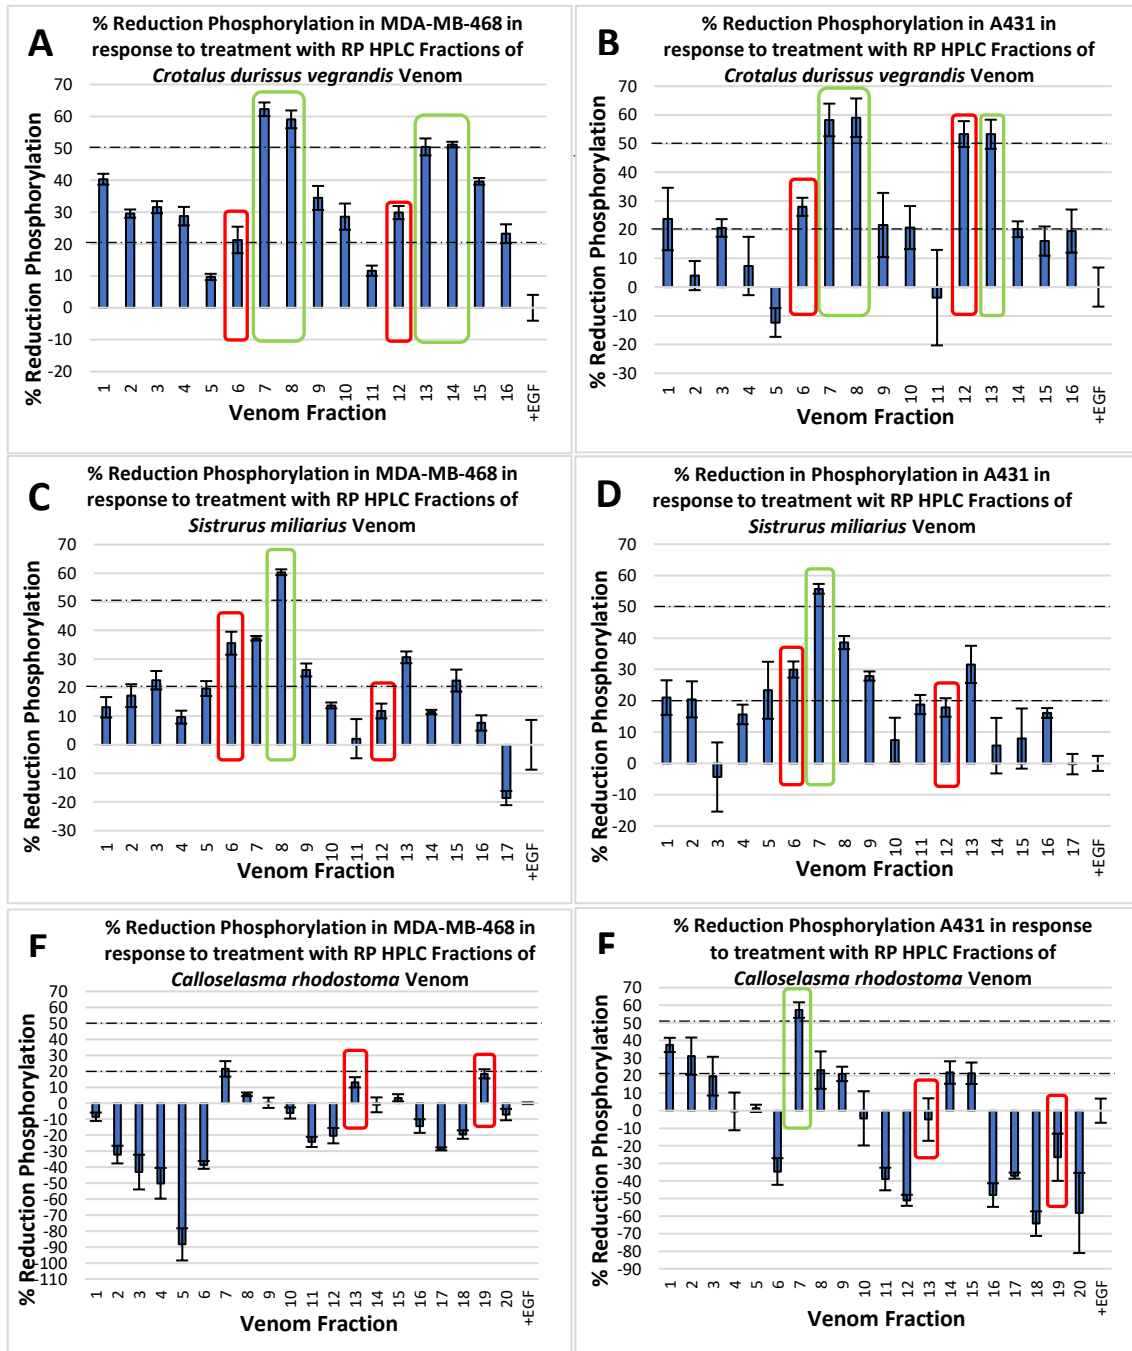 A
% Reduction Phosphorylation in MDA-MB-468 in
response to treatment with RP HPLC Fractions of
Crotalus durissus vegrandis Venom
% Reduction Phosphorylation
70
60
50
40
30
20
10
0
-10
-20
1 2 3 4 5 6 7 8 9 10 11 12 13 14 15 16 +EGF
Venom Fraction
B
% Reduction Phosphorylation in A431 in
response to treatment with RP HPLC Fractions of
Crotalus durissus vegrandis Venom
% Reduction Phosphorylation
70
60
50
40
30
20
10
0
-10
-20
-30
1 2 3 4 5 6 7 8 9 10 11 12 13 14 15 16 +EGF
Venom Fraction
C
% Reduction Phosphorylation in MDA-MB-468 in
response to treatment with RP HPLC Fractions of
Sistrurus miliarius Venom
% Reduction Phosphorylation
70
60
50
40
30
20
10
0
-10
-20
-30
1 2 3 4 5 6 7 8 9 10 11 12 13 14 15 16 17 +EGF
Venom Fraction
D
% Reduction in Phosphorylation in A431 in
response to treatment wit RP HPLC Fractions of
Sistrurus miliarius Venom
% Reduction Phosphorylation
70
60
50
40
30
20
10
0
-10
-20
1 2 3 4 5 6 7 8 9 10 11 12 13 14 15 16 17 +EGF
Venom Fraction
F
% Reduction Phosphorylation in MDA-MB-468 in
response to treatment with RP HPLC Fractions of
Calloselasma rhodostoma Venom
% Reduction Phosphorylation
70
60
50
40
30
20
10
0
-10
-20
-30
-40
-50
-60
-70
-80
-90
-100
-110
1 2 3 4 5 6 7 8 9 10 11 12 13 14 15 16 17 18 19 20 +EGF
Venom Fraction
F
% Reduction Phosphorylation A431 in response
to treatment with RP HPLC Fractions of
Calloselasma rhodostoma Venom
% Reduction Phosphorylation
70
60
50
40
30
20
10
0
-10
-20
-30
-40
-50
-60
-70
-80
-90
1 2 3 4 5 6 7 8 9 10 11 12 13 14 15 16 17 18 19 20 +EGF
Venom Fraction